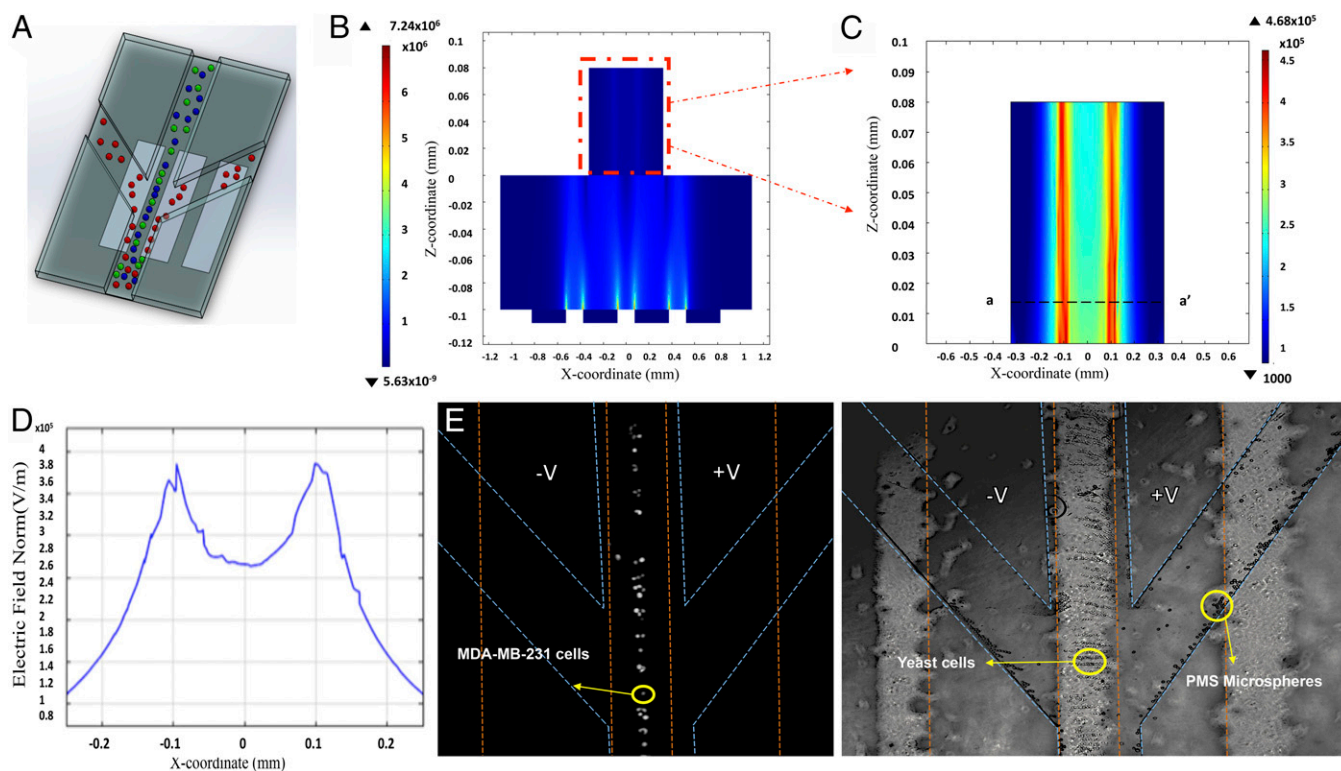 A
B
▲ 7.24x10⁶
x10⁶
6
5
4
3
2
1
▼ 5.63x10⁻⁹
Z-coordinate (mm)
0.1
0.08
0.06
0.04
0.02
0
-0.02
-0.04
-0.06
-0.08
-0.1
-0.12
-1.2 -1 -0.8 -0.6 -0.4 -0.2 0 0.2 0.4 0.6 0.8 1 1.2
X-coordinate (mm)
C
Z-coordinate (mm)
0.1
0.09
0.08
0.07
0.06
0.05
0.04
0.03
0.02
0.01
0
a a’
-0.6 -0.5 -0.4 -0.3 -0.2 -0.1 0 0.1 0.2 0.3 0.4 0.5 0.6
X-coordinate (mm)
▲ 4.68x10⁵
x10⁵
4.5
4
3.5
3
2.5
2
1.5
1
▼ 1000
D
x10⁵
Electric Field Norm(V/m)
4
3.8
3.4
3
2.6
2.2
2
1.8
1.6
1.4
1.2
1
0.8
-0.2 -0.1 0 0.1 0.2
X-coordinate (mm)
E
-V +V
MDA-MB-231 cells
-V +V
Yeast cells
PMS Microspheres